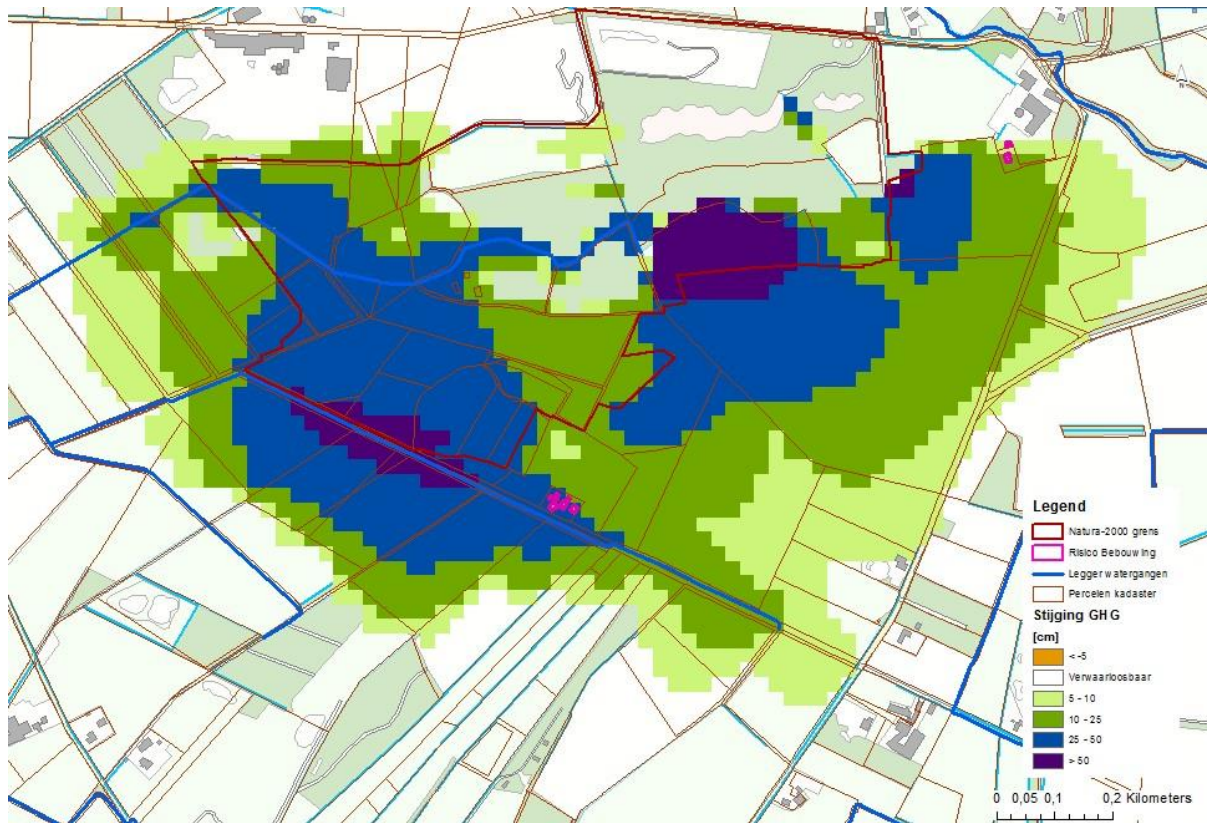 N
Legend
Natura-2000 grens
Risico Bebouwing
Legger watergangen
Percelen kadaster
Stijging GHG
[cm]
< -5
Verwaarloosbaar
5 - 10
10 - 25
25 - 50
> 50
0 0,05 0,1 0,2 Kilometers